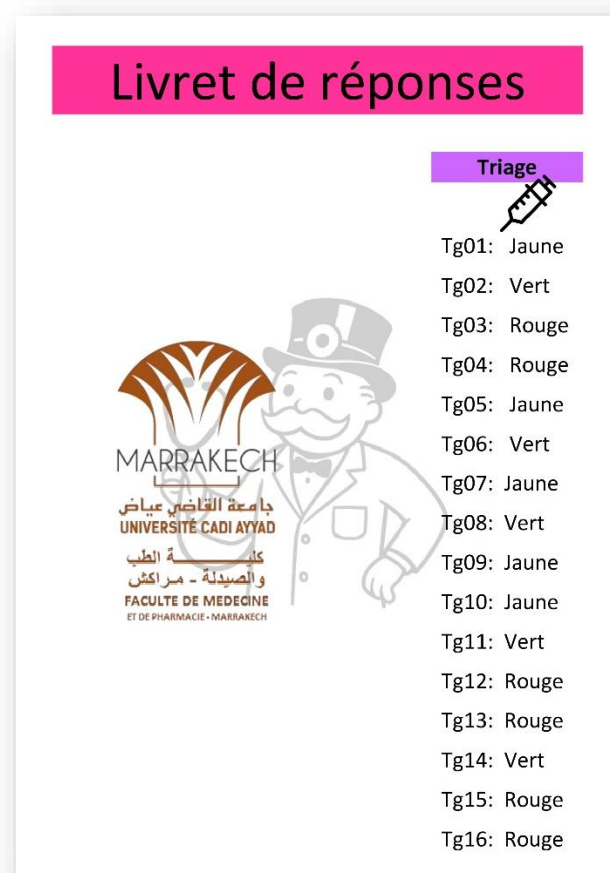 Livret de réponses
Triage
Tg01: Jaune
Tg02: Vert
Tg03: Rouge
Tg04: Rouge
Tg05: Jaune
Tg06: Vert
Tg07: Jaune
Tg08: Vert
Tg09: Jaune
Tg10: Jaune
Tg11: Vert
Tg12: Rouge
Tg13: Rouge
Tg14: Vert
Tg15: Rouge
Tg16: Rouge
MARRAKECH
جامعة القاضي عياض
UNIVERSITÉ CADI AYYAD
كليــــــة الطب
والصيدلة - مـراكش
FACULTE DE MEDECINE
ET DE PHARMACIE - MARRAKECH